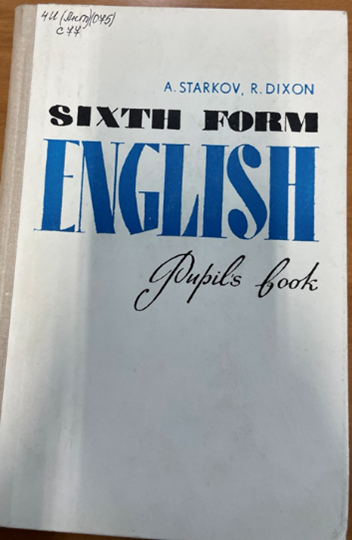 4И (Англ)(075)
С77
A. STARKOV, R. DIXON
SIXTH FORM
ENGLISH
Pupil's book